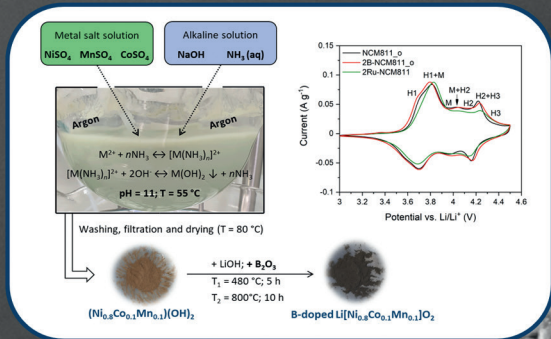 Metal salt solution
NiSO₄ MnSO₄ CoSO₄
Alkaline solution
NaOH NH₃ (aq)
Argon
Argon
M²⁺ + nNH₃ ↔ [M(NH₃)ₙ]²⁺
[M(NH₃)ₙ]²⁺ + 2OH⁻ ↔ M(OH)₂ ↓ + nNH₃
pH = 11; T = 55 °C
Washing, filtration and drying (T = 80 °C)
(Ni₀.₈Co₀.₁Mn₀.₁)(OH)₂
+ LiOH; + B₂O₃
T₁ = 480 °C; 5 h
T₂ = 800°C; 10 h
B-doped Li[Ni₀.₈Co₀.₁Mn₀.₁]O₂
NCM811_o
2B-NCM811_o
2Ru-NCM811
H1
H1+M
M
M+H2
H2
H2+H3
H3
Current (A g⁻¹)
0.15
0.10
0.05
0.00
-0.05
-0.10
3.0 3.2 3.4 3.6 3.8 4.0 4.2 4.4 4.6
Potential vs. Li/Li⁺ (V)